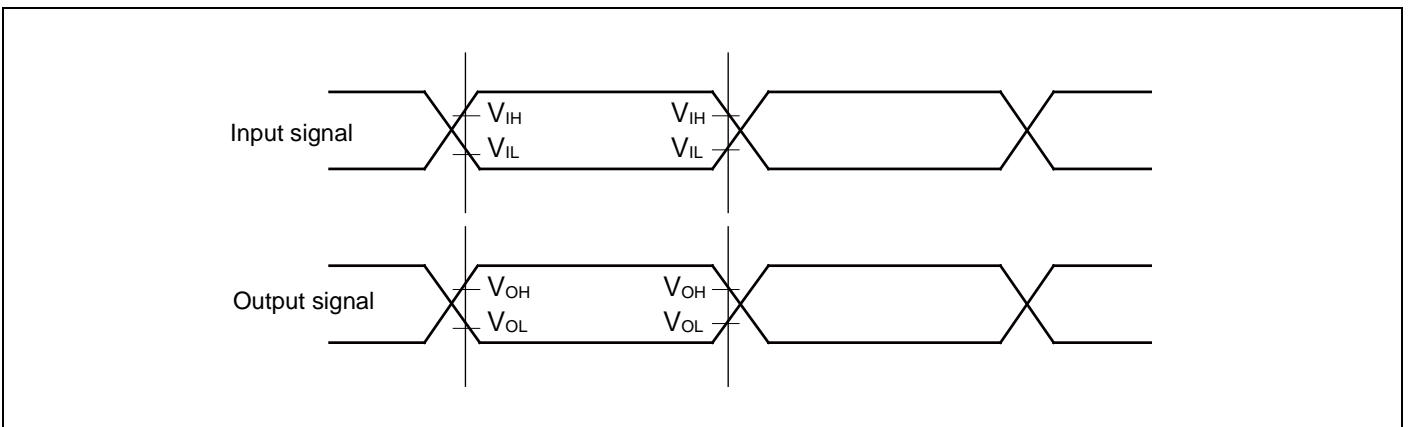 VIH VIH
Input signal
VIL VIL
VOH VOH
Output signal
VOL VOL